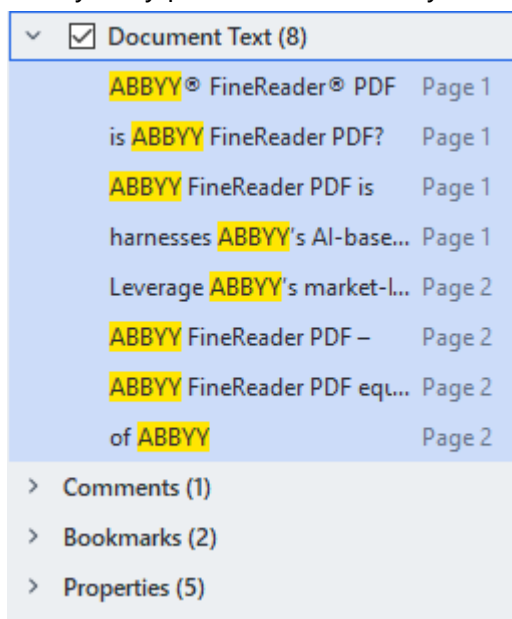 Document Text (8)
ABBYY® FineReader® PDF Page 1
is ABBYY FineReader PDF? Page 1
ABBYY FineReader PDF is Page 1
harnesses ABBYY's AI-base... Page 1
Leverage ABBYY's market-l... Page 2
ABBYY FineReader PDF – Page 2
ABBYY FineReader PDF equ... Page 2
of ABBYY Page 2
Comments (1)
Bookmarks (2)
Properties (5)